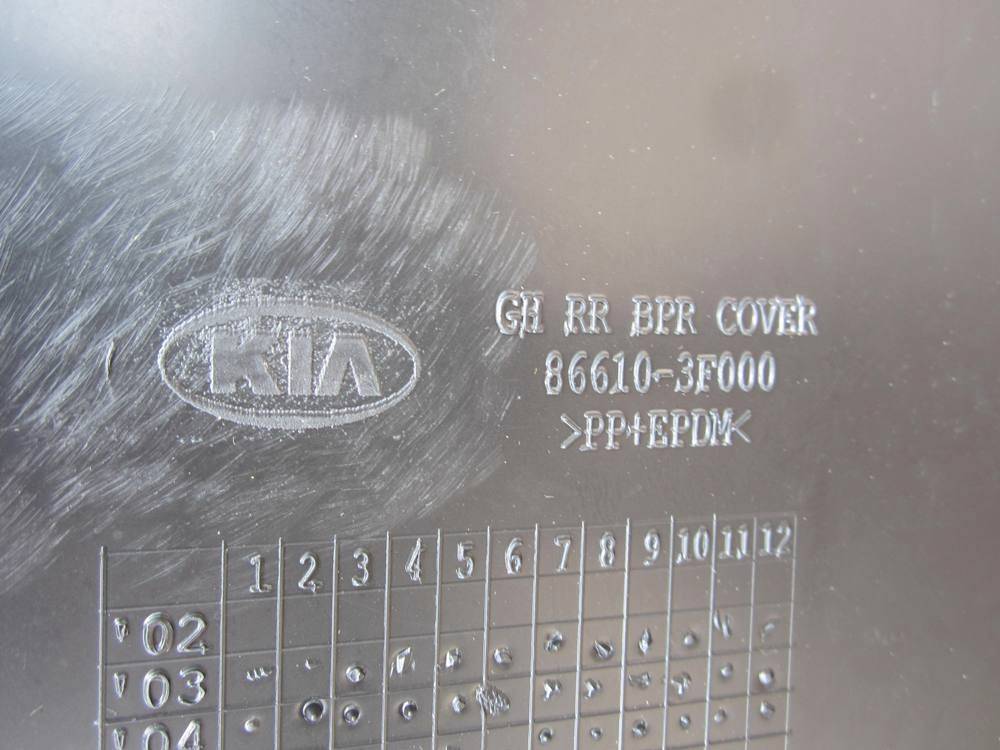 KIA
GH RR BPR COVER
86610-3F000
>PP+EPDM<
1 2 3 4 5 6 7 8 9 10 11 12
'02
'03
'04